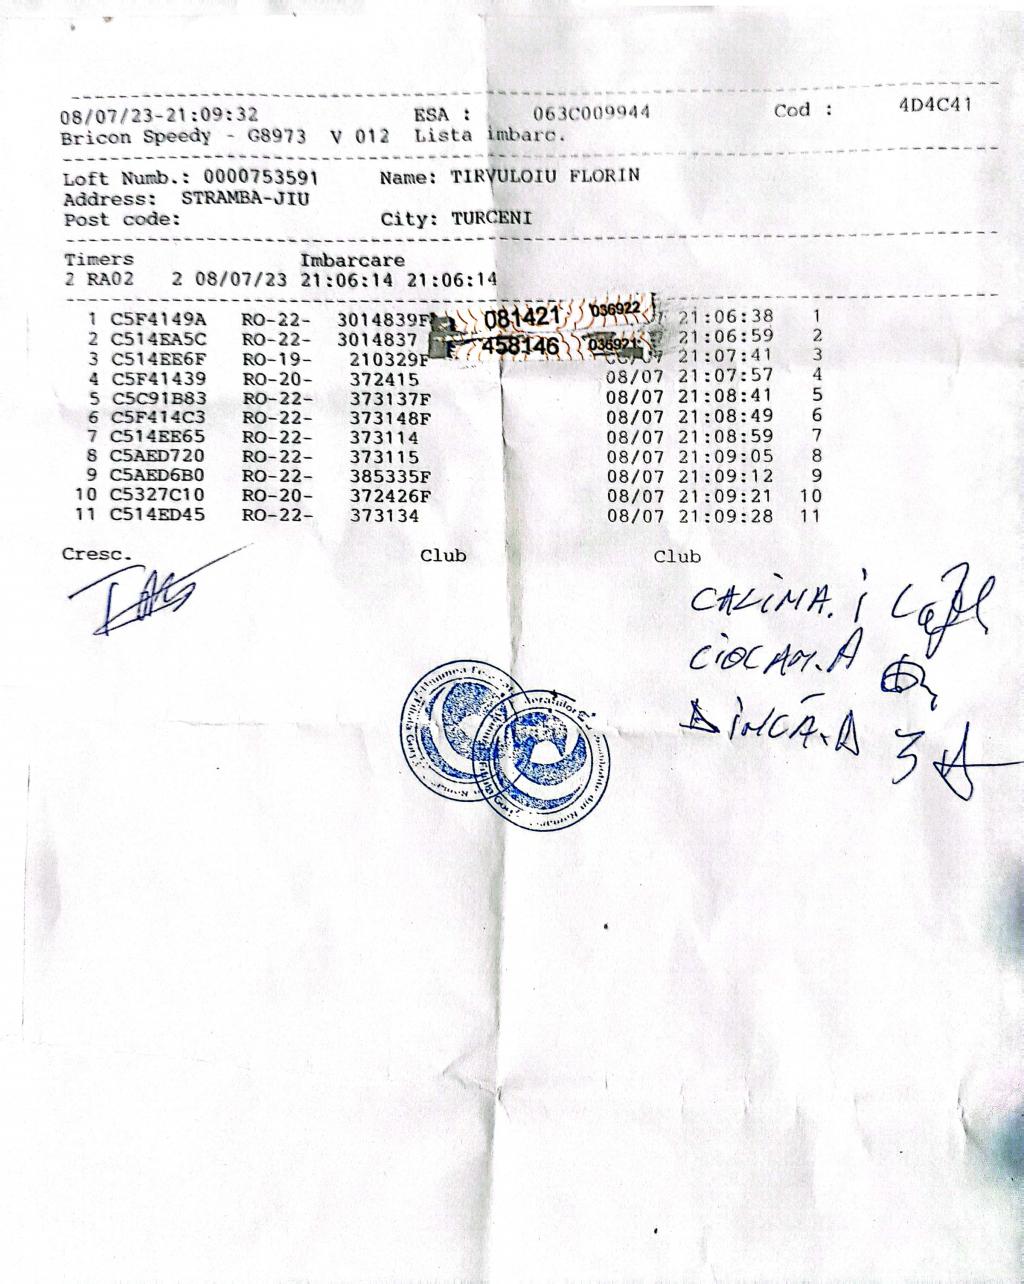 08/07/23-21:09:32 ESA : 063C009944 Cod : 4D4C41
Bricon Speedy - G8973 V 012 Lista imbarc.
Loft Numb.: 0000753591 Name: TIRVULOIU FLORIN
Address: STRAMBA-JIU
Post code: City: TURCENI
Timers Imbarcare
2 RA02 2 08/07/23 21:06:14 21:06:14
1 C5F4149A RO-22- 3014839F 081421 036922 21:06:38 1
2 C514EA5C RO-22- 3014837 458146 036921 21:06:59 2
3 C514EE6F RO-19- 210329F 21:07:41 3
4 C5F41439 RO-20- 372415 08/07 21:07:57 4
5 C5C91B83 RO-22- 373137F 08/07 21:08:41 5
6 C5F414C3 RO-22- 373148F 08/07 21:08:49 6
7 C514EE65 RO-22- 373114 08/07 21:08:59 7
8 C5AED720 RO-22- 373115 08/07 21:09:05 8
9 C5AED6B0 RO-22- 385335F 08/07 21:09:12 9
10 C5327C10 RO-20- 372426F 08/07 21:09:21 10
11 C514ED45 RO-22- 373134 08/07 21:09:28 11
Cresc. Club Club
CALIMA. i
CIOCAM.A
DINCĂ.A